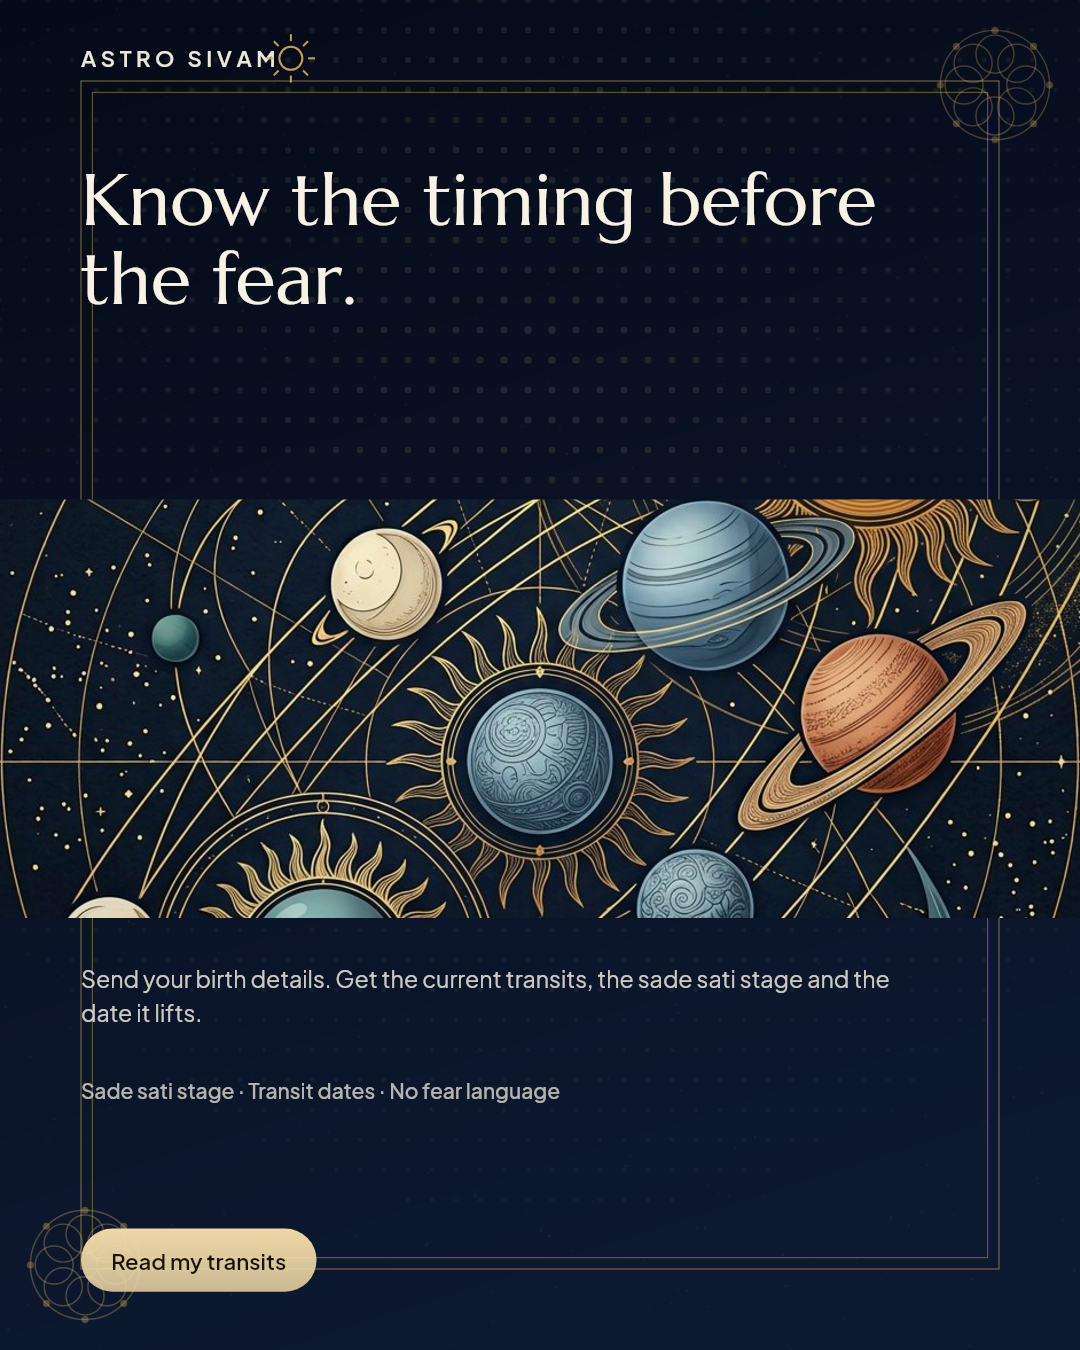 ASTRO SIVAM
Know the timing before
the fear.
Send your birth details. Get the current transits, the sade sati stage and the
date it lifts.
Sade sati stage · Transit dates · No fear language
Read my transits